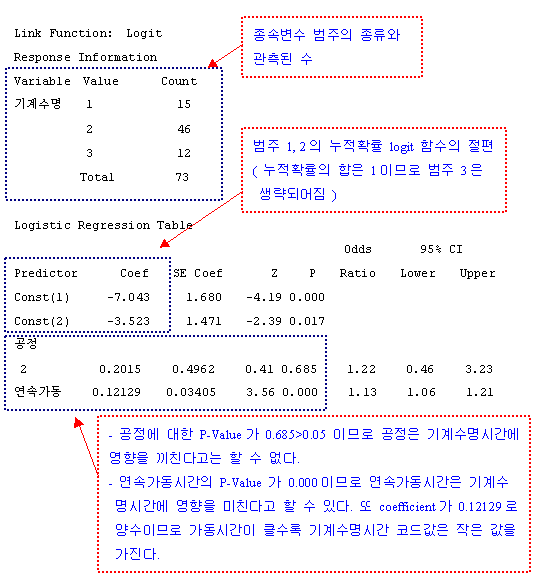 Link Function: Logit
Response Information
Variable Value Count
기계수명 1 15
2 46
3 12
Total 73
종속변수 범주의 종류와
관측된 수
범주 1, 2 의 누적확률 logit 함수의 절편
( 누적확률의 합은 1 이므로 범주 3 은
생략되어짐 )
Logistic Regression Table
Odds 95% CI
Predictor Coef SE Coef Z P Ratio Lower Upper
Const(1) -7.043 1.680 -4.19 0.000
Const(2) -3.523 1.471 -2.39 0.017
공정
2 0.2015 0.4962 0.41 0.685 1.22 0.46 3.23
연속가동 0.12129 0.03405 3.56 0.000 1.13 1.06 1.21
- 공정에 대한 P-Value 가 0.685>0.05 이므로 공정은 기계수명시간에
영향을 끼친다고는 할 수 없다.
- 연속가동시간의 P-Value 가 0.000 이므로 연속가동시간은 기계수
명시간에 영향을 미친다고 할 수 있다. 또 coefficient 가 0.12129 로
양수이므로 가동시간이 클수록 기계수명시간 코드값은 작은 값을
가진다.